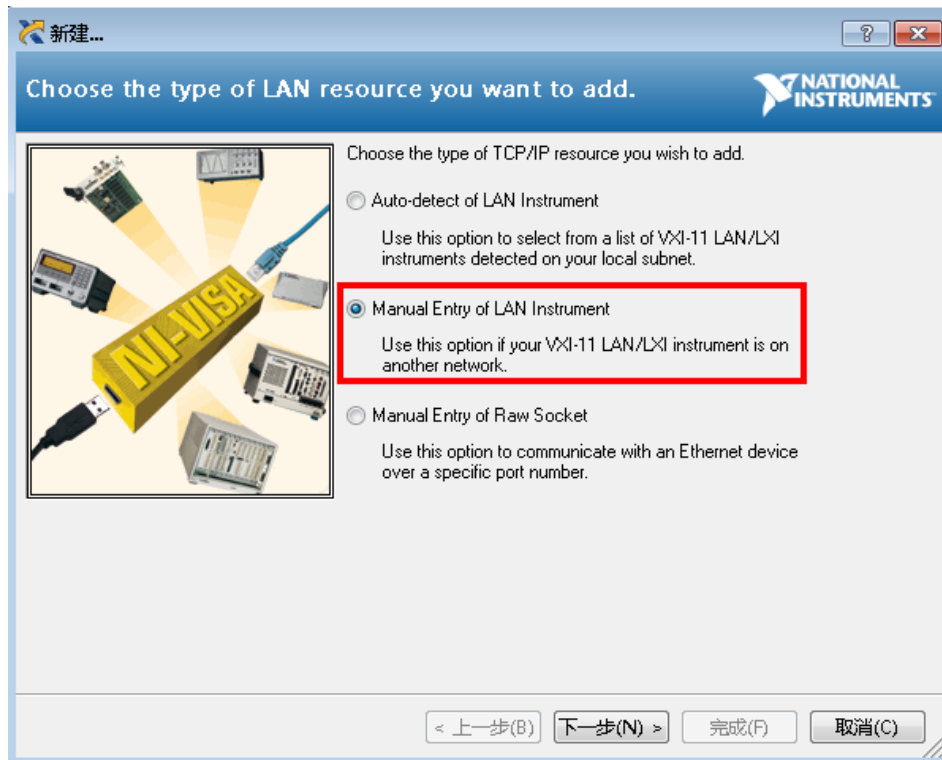 新建...
Choose the type of LAN resource you want to add.
NATIONAL
INSTRUMENTS
Choose the type of TCP/IP resource you wish to add.
Auto-detect of LAN Instrument
Use this option to select from a list of VXI-11 LAN/LXI
instruments detected on your local subnet.
Manual Entry of LAN Instrument
Use this option if your VXI-11 LAN/LXI instrument is on
another network.
Manual Entry of Raw Socket
Use this option to communicate with an Ethernet device
over a specific port number.
NI-VISA
< 上一步(B)
下一步(N) >
完成(F)
取消(C)